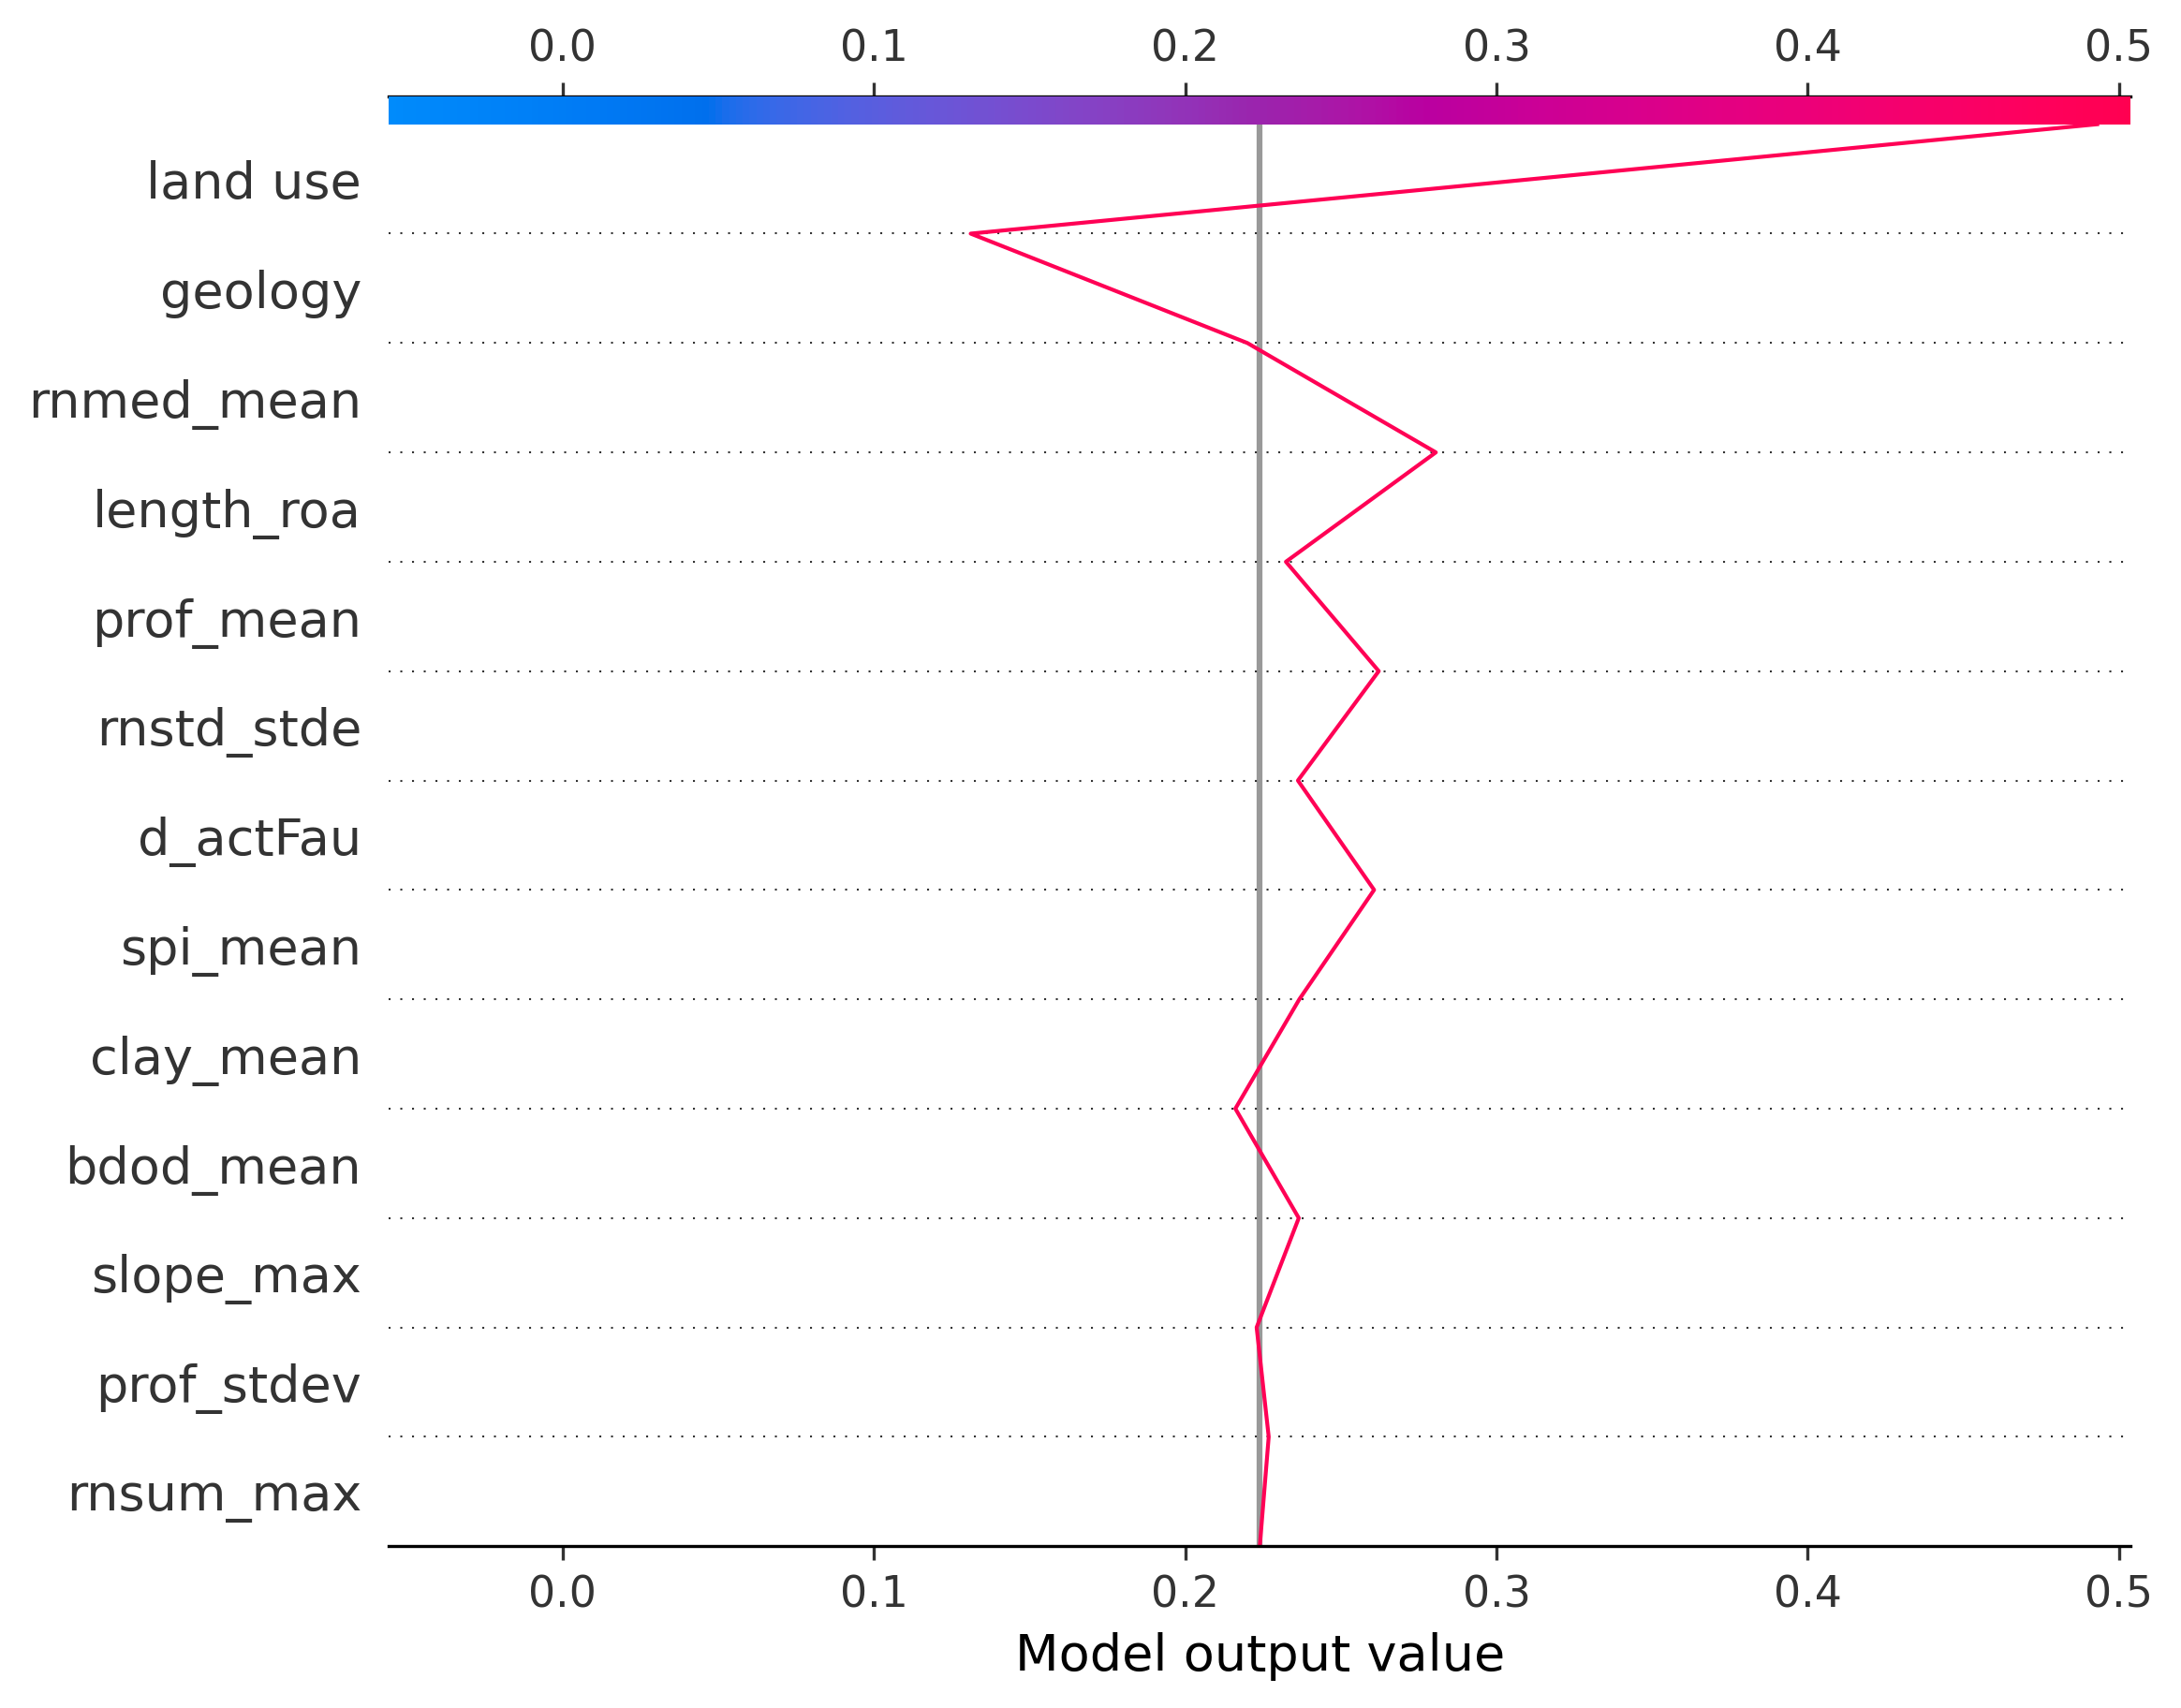 0.0 0.1 0.2 0.3 0.4 0.5
land use
geology
rnmed_mean
length_roa
prof_mean
rnstd_stde
d_actFau
spi_mean
clay_mean
bdod_mean
slope_max
prof_stdev
rnsum_max
0.0 0.1 0.2 0.3 0.4 0.5
Model output value